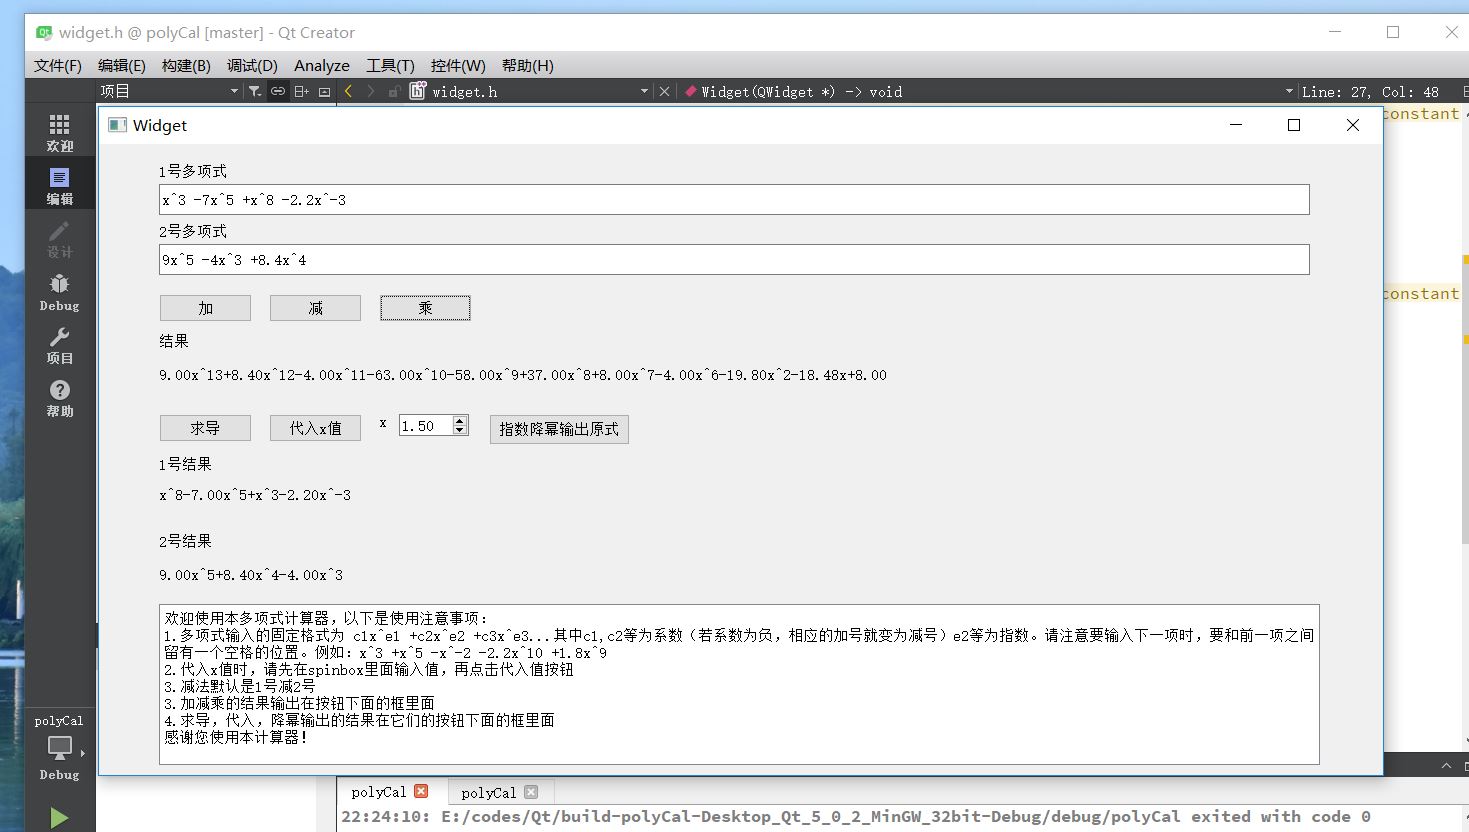 widget.h @ polyCal [master] - Qt Creator
文件(F) 编辑(E) 构建(B) 调试(D) Analyze 工具(T) 控件(W) 帮助(H)
项目 widget.h Widget(QWidget *) -> void Line: 27, Col: 48
constant
Widget
欢迎
编辑
设计
Debug
项目
帮助
1号多项式
x^3 -7x^5 +x^8 -2.2x^-3
2号多项式
9x^5 -4x^3 +8.4x^4
加 减 乘
constant
结果
9.00x^13+8.40x^12-4.00x^11-63.00x^10-58.00x^9+37.00x^8+8.00x^7-4.00x^6-19.80x^2-18.48x+8.00
求导 代入x值 x 1.50 指数降幂输出原式
1号结果
x^8-7.00x^5+x^3-2.20x^-3
2号结果
9.00x^5+8.40x^4-4.00x^3
欢迎使用本多项式计算器，以下是使用注意事项：
1.多项式输入的固定格式为 c1x^e1 +c2x^e2 +c3x^e3...其中c1,c2等为系数（若系数为负，相应的加号就变为减号）e2等为指数。请注意要输入下一项时，要和前一项之间
留有一个空格的位置。例如：x^3 +x^5 -x^-2 -2.2x^10 +1.8x^9
2.代入x值时，请先在spinbox里面输入值，再点击代入值按钮
3.减法默认是1号减2号
3.加减乘的结果输出在按钮下面的框里面
4.求导，代入，降幂输出的结果在它们的按钮下面的框里面
感谢您使用本计算器！
polyCal
Debug
polyCal polyCal
22:24:10: E:/codes/Qt/build-polyCal-Desktop_Qt_5_0_2_MinGW_32bit-Debug/debug/polyCal exited with code 0